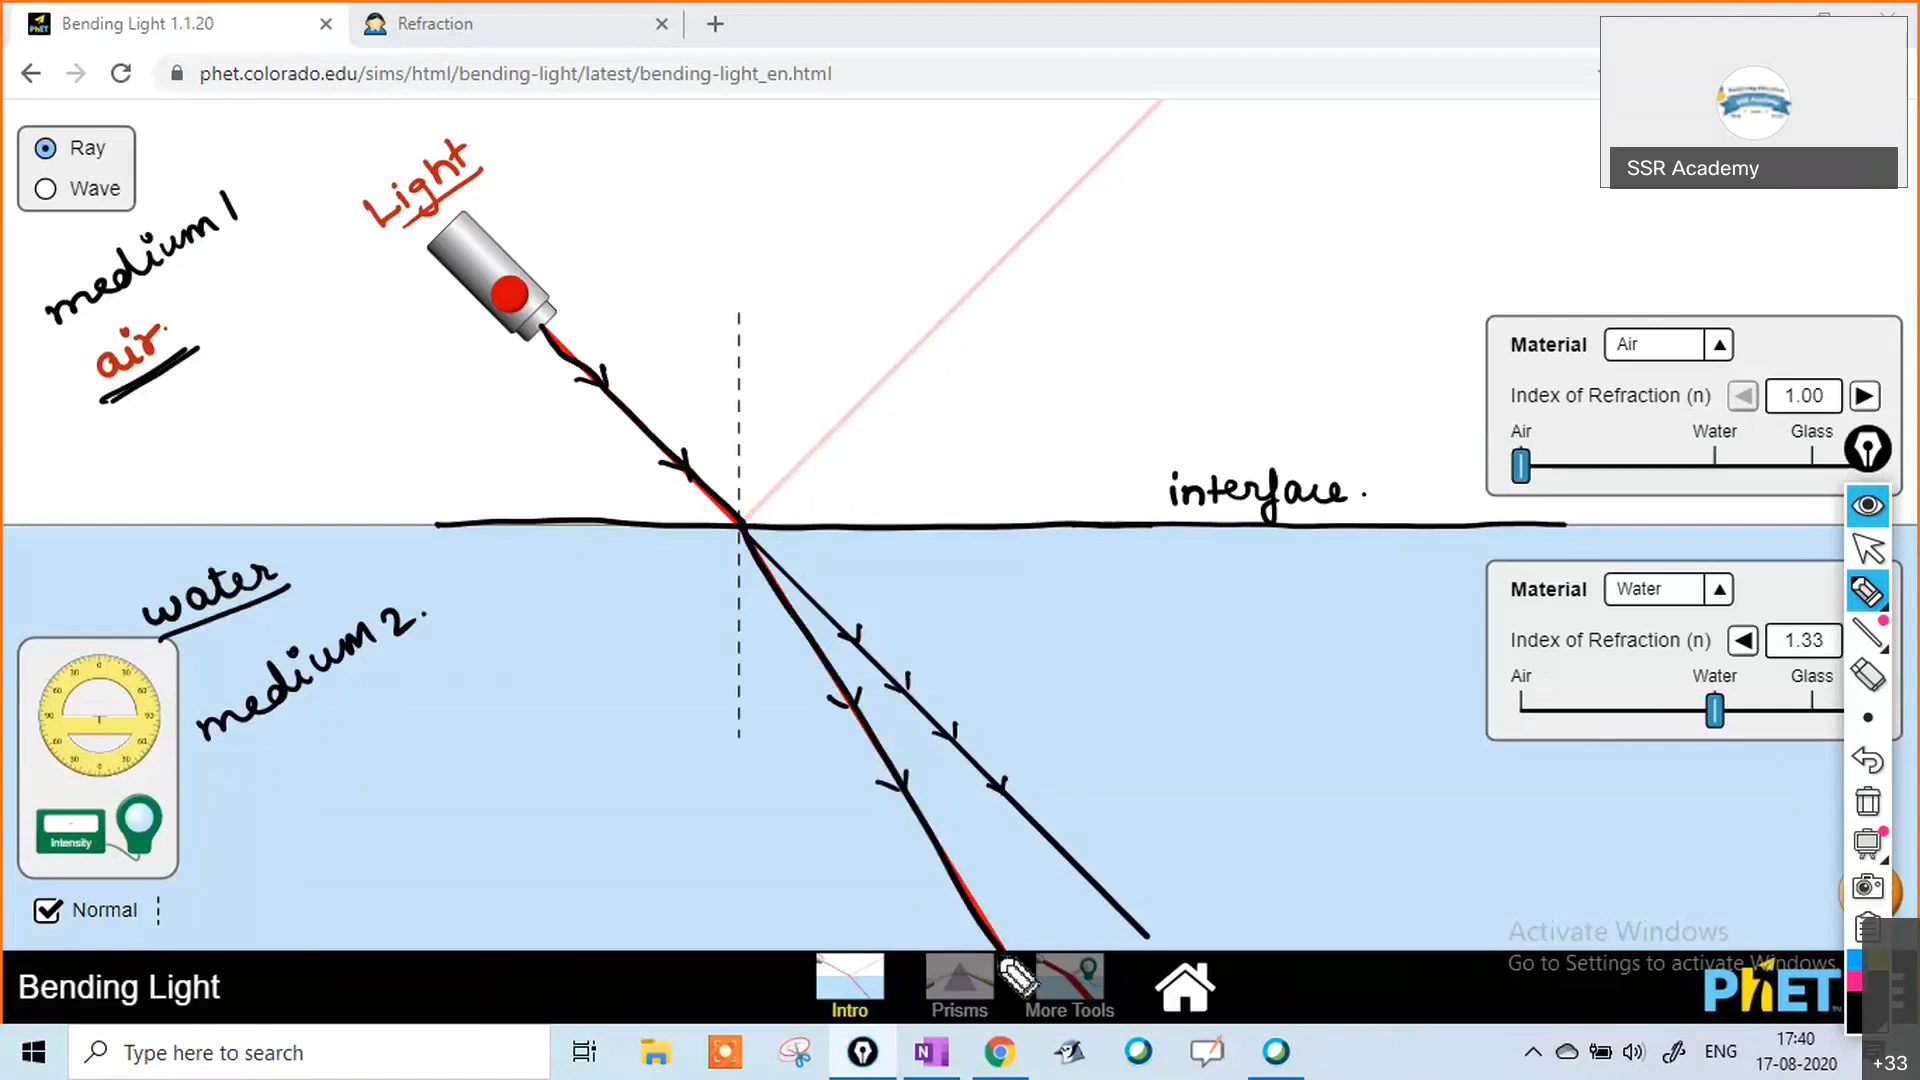 Bending Light 1.1.20
Refraction
phet.colorado.edu/sims/html/bending-light/latest/bending-light_en.html
SSR Academy
Ray
Wave
medium 1
air.
Light
Material Air
Index of Refraction (n) 1.00
Air Water Glass
interface.
water
medium 2.
Material Water
Index of Refraction (n) 1.33
Air Water Glass
Intensity
Normal
Activate Windows
Go to Settings to activate Windows.
Bending Light
Intro
Prisms
More Tools
PhET
Type here to search
ENG
17:40
17-08-2020
+33